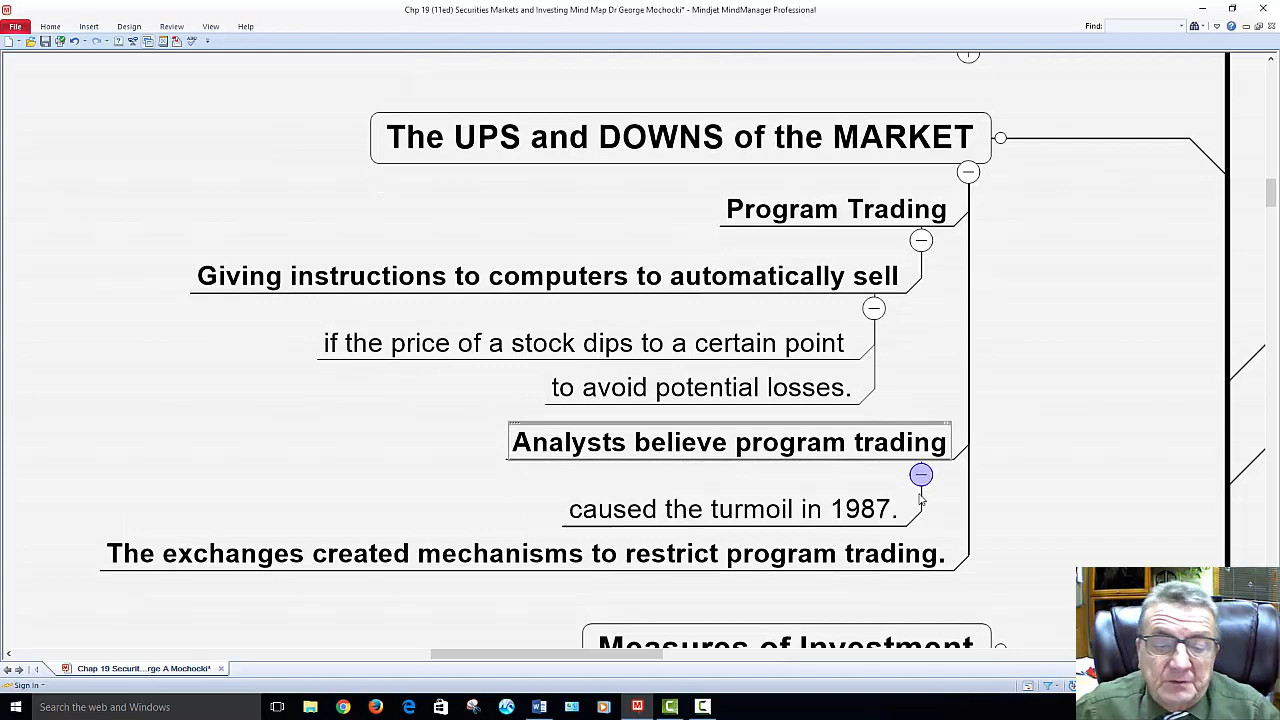 Chp 19 (11ed) Securities Markets and Investing Mind Map Dr George Mochocki* - Mindjet MindManager Professional
File Home Insert Design Review View Help
Find:
The UPS and DOWNS of the MARKET
Program Trading
Giving instructions to computers to automatically sell
if the price of a stock dips to a certain point
to avoid potential losses.
Analysts believe program trading
caused the turmoil in 1987.
The exchanges created mechanisms to restrict program trading.
Measures of Investment
Chap 19 Securit...rge A Mochocki*
Sign In
Search the web and Windows